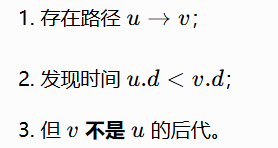 1. 存在路径 u → v；
2. 发现时间 u.d < v.d；
3. 但 v 不是 u 的后代。